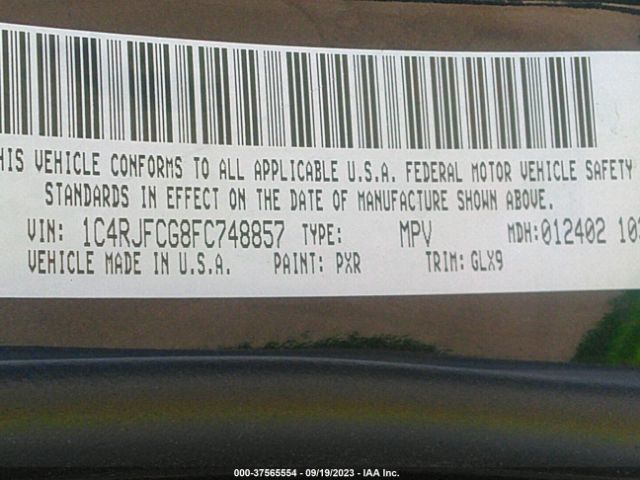 HIS VEHICLE CONFORMS TO ALL APPLICABLE U.S.A. FEDERAL MOTOR VEHICLE SAFETY
STANDARDS IN EFFECT ON THE DATE OF MANUFACTURE SHOWN ABOVE.
VIN: 1C4RJFCG8FC748857 TYPE: MPV MDH: 012402 103
VEHICLE MADE IN U.S.A. PAINT: PXR TRIM: GLX9
000-37565554 - 09/19/2023 - IAA Inc.